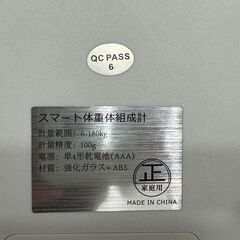 QC PASS
6
スマート体重体組成計
計量範囲: 6-180kg
計量精度: 100g
電源: 単4形乾電池(AAA)
材質: 強化ガラス+ABS
正
家庭用
MADE IN CHINA